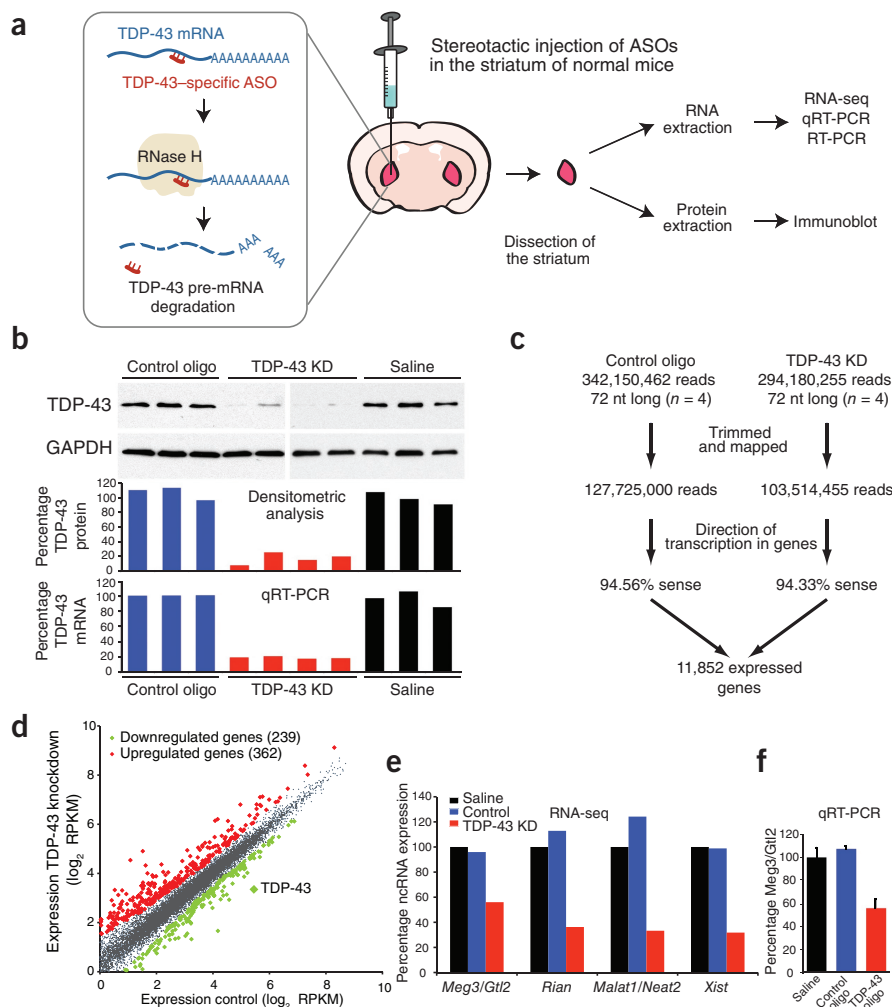 a
TDP-43 mRNA
AAAAAAAAAA
TDP-43–specific ASO
RNase H
AAAAAAAAAA
AAA
AAA
TDP-43 pre-mRNA
degradation
Stereotactic injection of ASOs
in the striatum of normal mice
Dissection of
the striatum
RNA
extraction
RNA-seq
qRT-PCR
RT-PCR
Protein
extraction
Immunoblot
b
Control oligo
TDP-43 KD
Saline
TDP-43
GAPDH
Percentage
TDP-43
protein
120
100
80
60
40
20
0
Densitometric
analysis
Percentage
TDP-43
mRNA
120
100
80
60
40
20
0
qRT-PCR
Control oligo
TDP-43 KD
Saline
c
Control oligo
342,150,462 reads
72 nt long (n = 4)
TDP-43 KD
294,180,255 reads
72 nt long (n = 4)
Trimmed
and mapped
127,725,000 reads
103,514,455 reads
Direction of
transcription in genes
94.56% sense
94.33% sense
11,852 expressed
genes
d
Expression TDP-43 knockdown
(log2 RPKM)
10
8
6
4
2
0
Downregulated genes (239)
Upregulated genes (362)
TDP-43
0
2
4
6
8
10
Expression control (log2 RPKM)
e
Percentage ncRNA expression
140
120
100
80
60
40
20
0
Saline
Control
TDP-43 KD
RNA-seq
Meg3/Gtl2
Rian
Malat1/Neat2
Xist
f
qRT-PCR
Percentage Meg3/Gtl2
120
100
80
60
40
20
0
Saline
Control
oligo
TDP-43